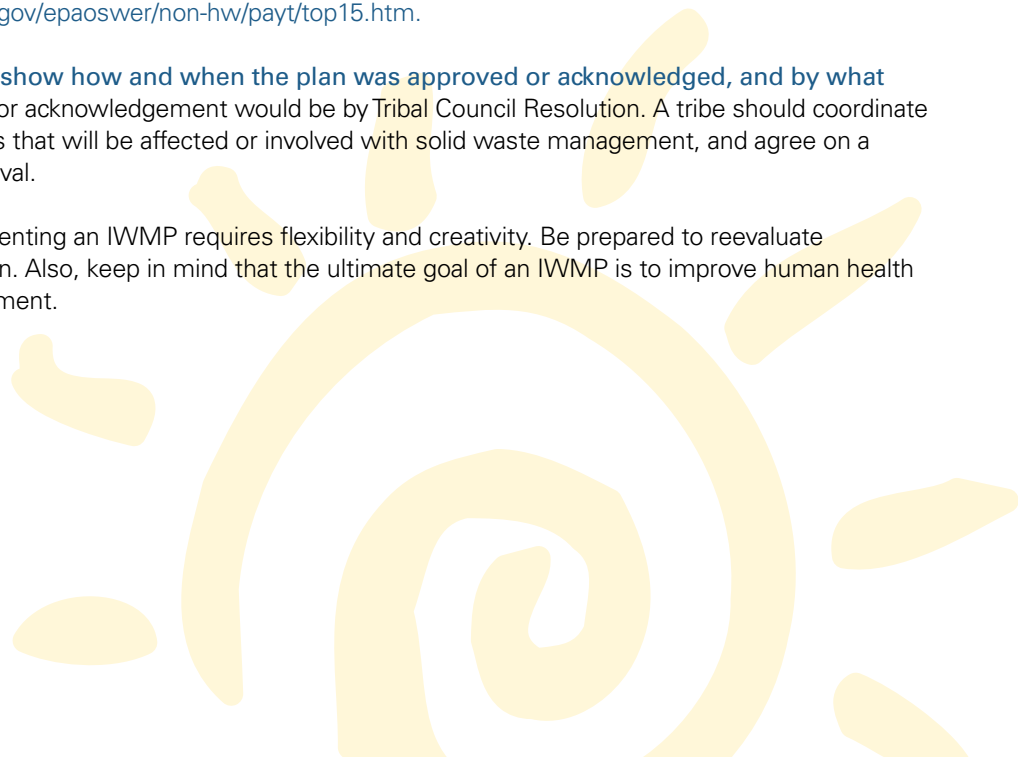 gov/epaoswer/non-hw/payt/top15.htm.
show how and when the plan was approved or acknowledged, and by what
or acknowledgement would be by Tribal Council Resolution. A tribe should coordinate
s that will be affected or involved with solid waste management, and agree on a
val.
enting an IWMP requires flexibility and creativity. Be prepared to reevaluate
n. Also, keep in mind that the ultimate goal of an IWMP is to improve human health
ment.